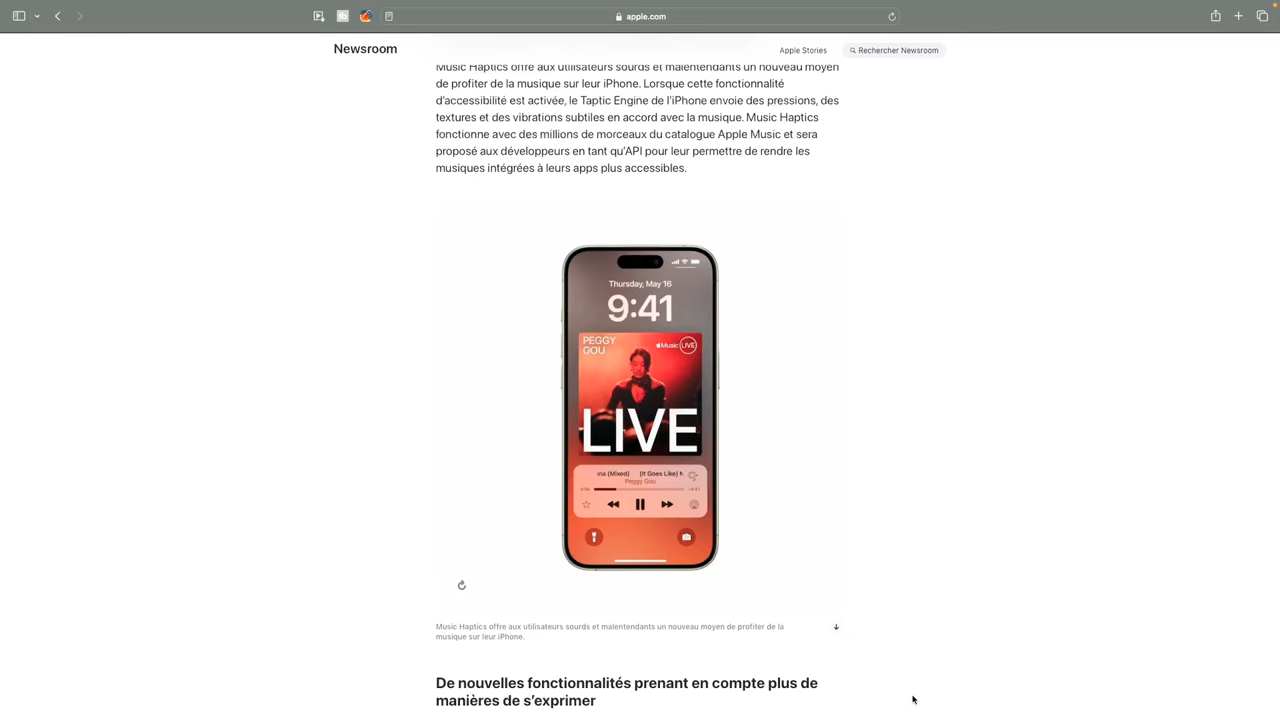 apple.com
Newsroom
Apple Stories
Rechercher Newsroom
Music Haptics offre aux utilisateurs sourds et malentendants un nouveau moyen
de profiter de la musique sur leur iPhone. Lorsque cette fonctionnalité
d’accessibilité est activée, le Taptic Engine de l’iPhone envoie des pressions, des
textures et des vibrations subtiles en accord avec la musique. Music Haptics
fonctionne avec des millions de morceaux du catalogue Apple Music et sera
proposé aux développeurs en tant qu’API pour leur permettre de rendre les
musiques intégrées à leurs apps plus accessibles.
Thursday, May 16
9:41
PEGGY
GOU
Music LIVE
LIVE
na (Mixed) (It Goes Like) N
Peggy Gou
Music Haptics offre aux utilisateurs sourds et malentendants un nouveau moyen de profiter de la
musique sur leur iPhone.
De nouvelles fonctionnalités prenant en compte plus de
manières de s’exprimer